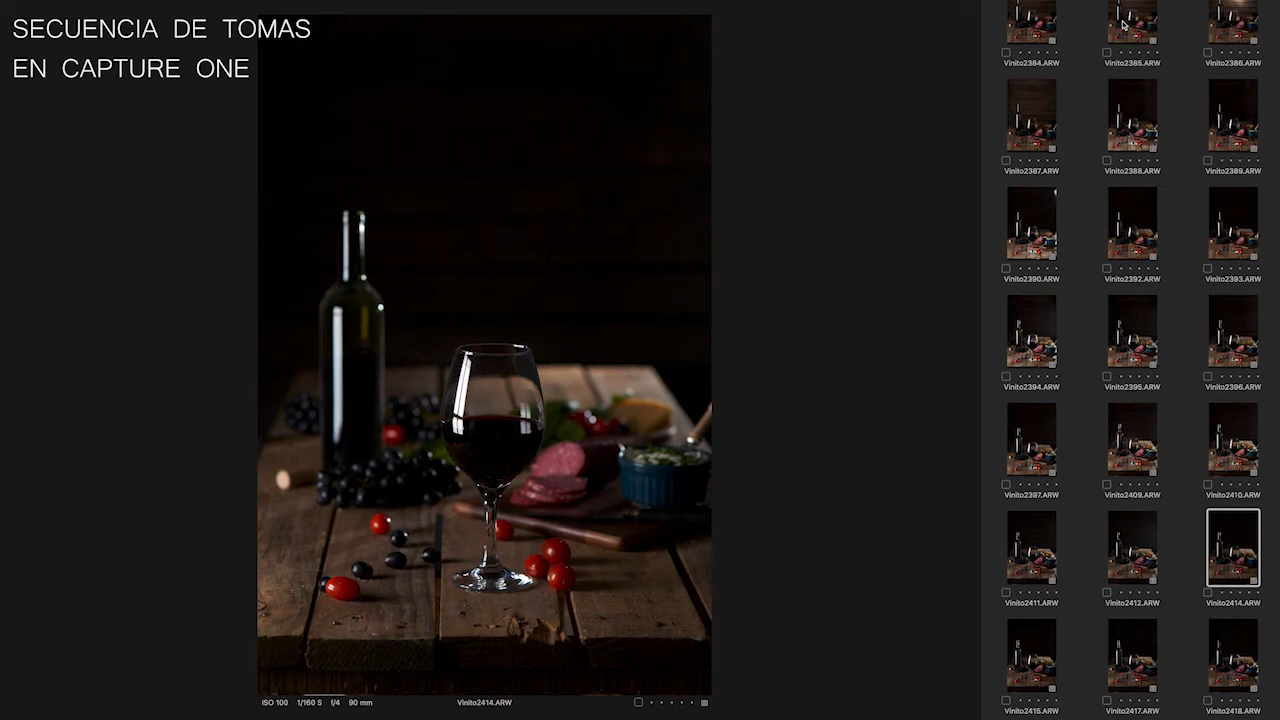 SECUENCIA DE TOMAS
EN CAPTURE ONE
Vinito2384.ARW Vinito2385.ARW Vinito2386.ARW
Vinito2387.ARW Vinito2388.ARW Vinito2389.ARW
Vinito2390.ARW Vinito2392.ARW Vinito2393.ARW
Vinito2394.ARW Vinito2395.ARW Vinito2396.ARW
Vinito2397.ARW Vinito2409.ARW Vinito2410.ARW
Vinito2411.ARW Vinito2412.ARW Vinito2414.ARW
Vinito2415.ARW Vinito2417.ARW Vinito2418.ARW
ISO 100 1/160 S f/4 90 mm Vinito2414.ARW